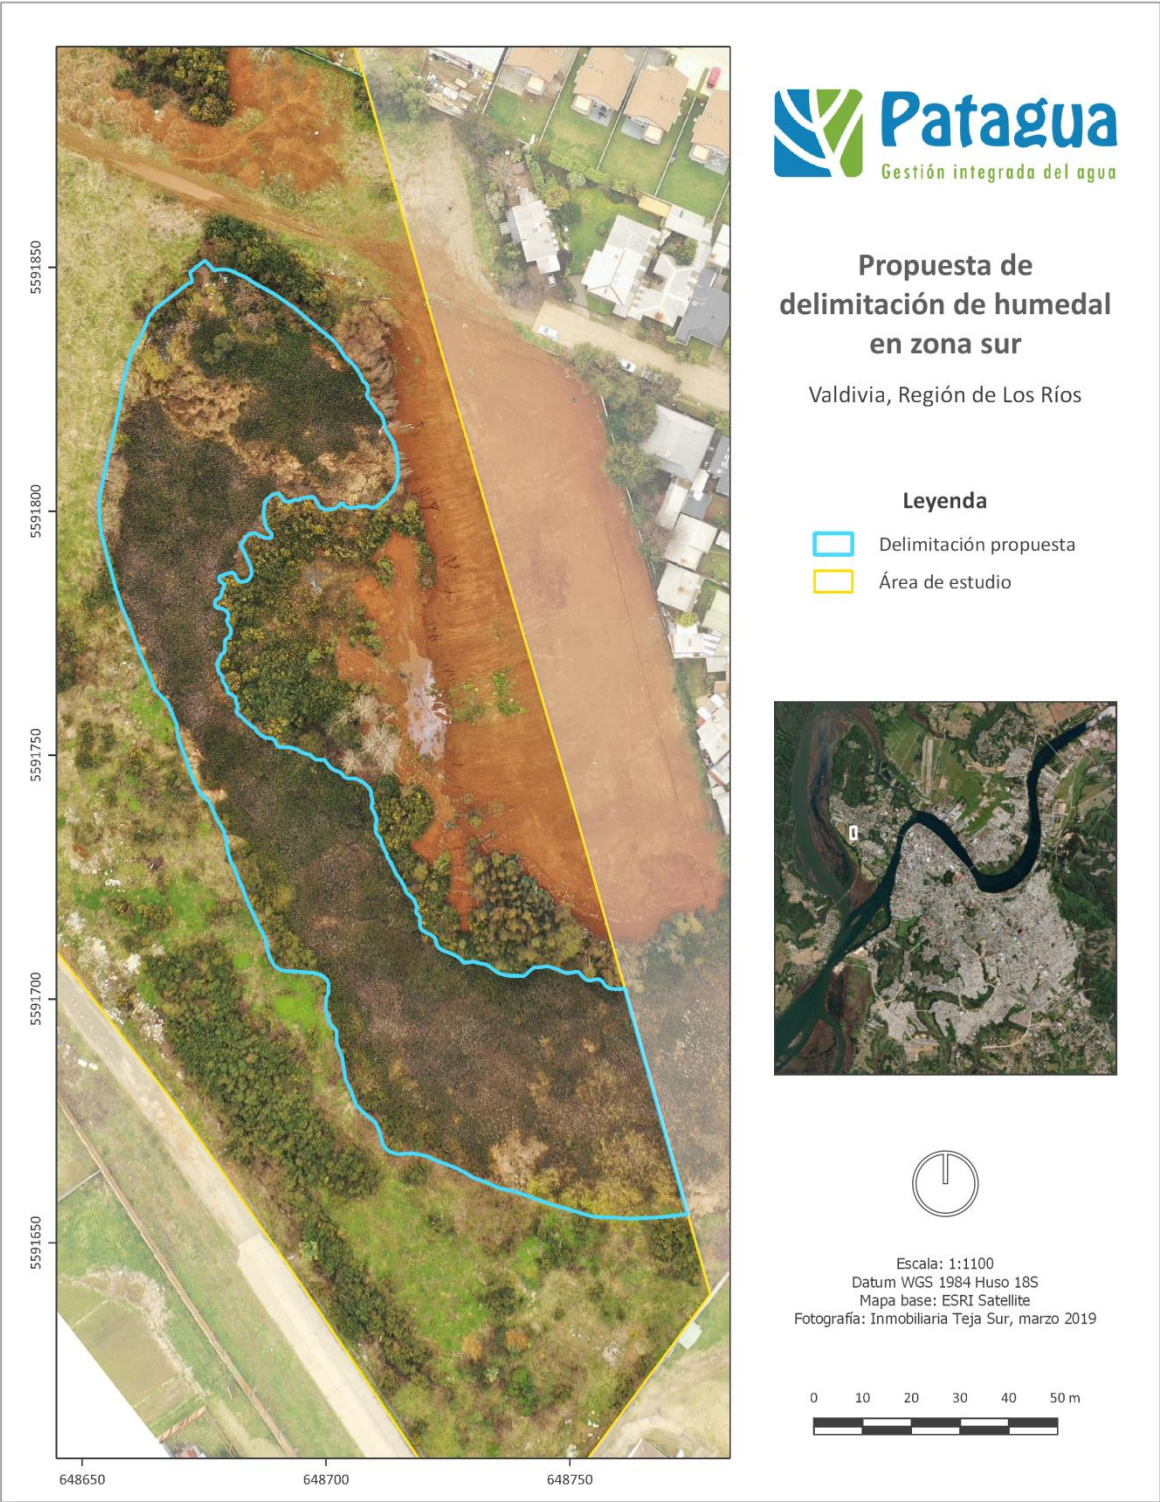 Patagua
Gestión integrada del agua
Propuesta de
delimitación de humedal
en zona sur
Valdivia, Región de Los Ríos
Leyenda
Delimitación propuesta
Área de estudio
5591850
5591800
5591750
5591700
5591650
648650
648700
648750
Escala: 1:1100
Datum WGS 1984 Huso 18S
Mapa base: ESRI Satellite
Fotografía: Inmobiliaria Teja Sur, marzo 2019
0 10 20 30 40 50 m